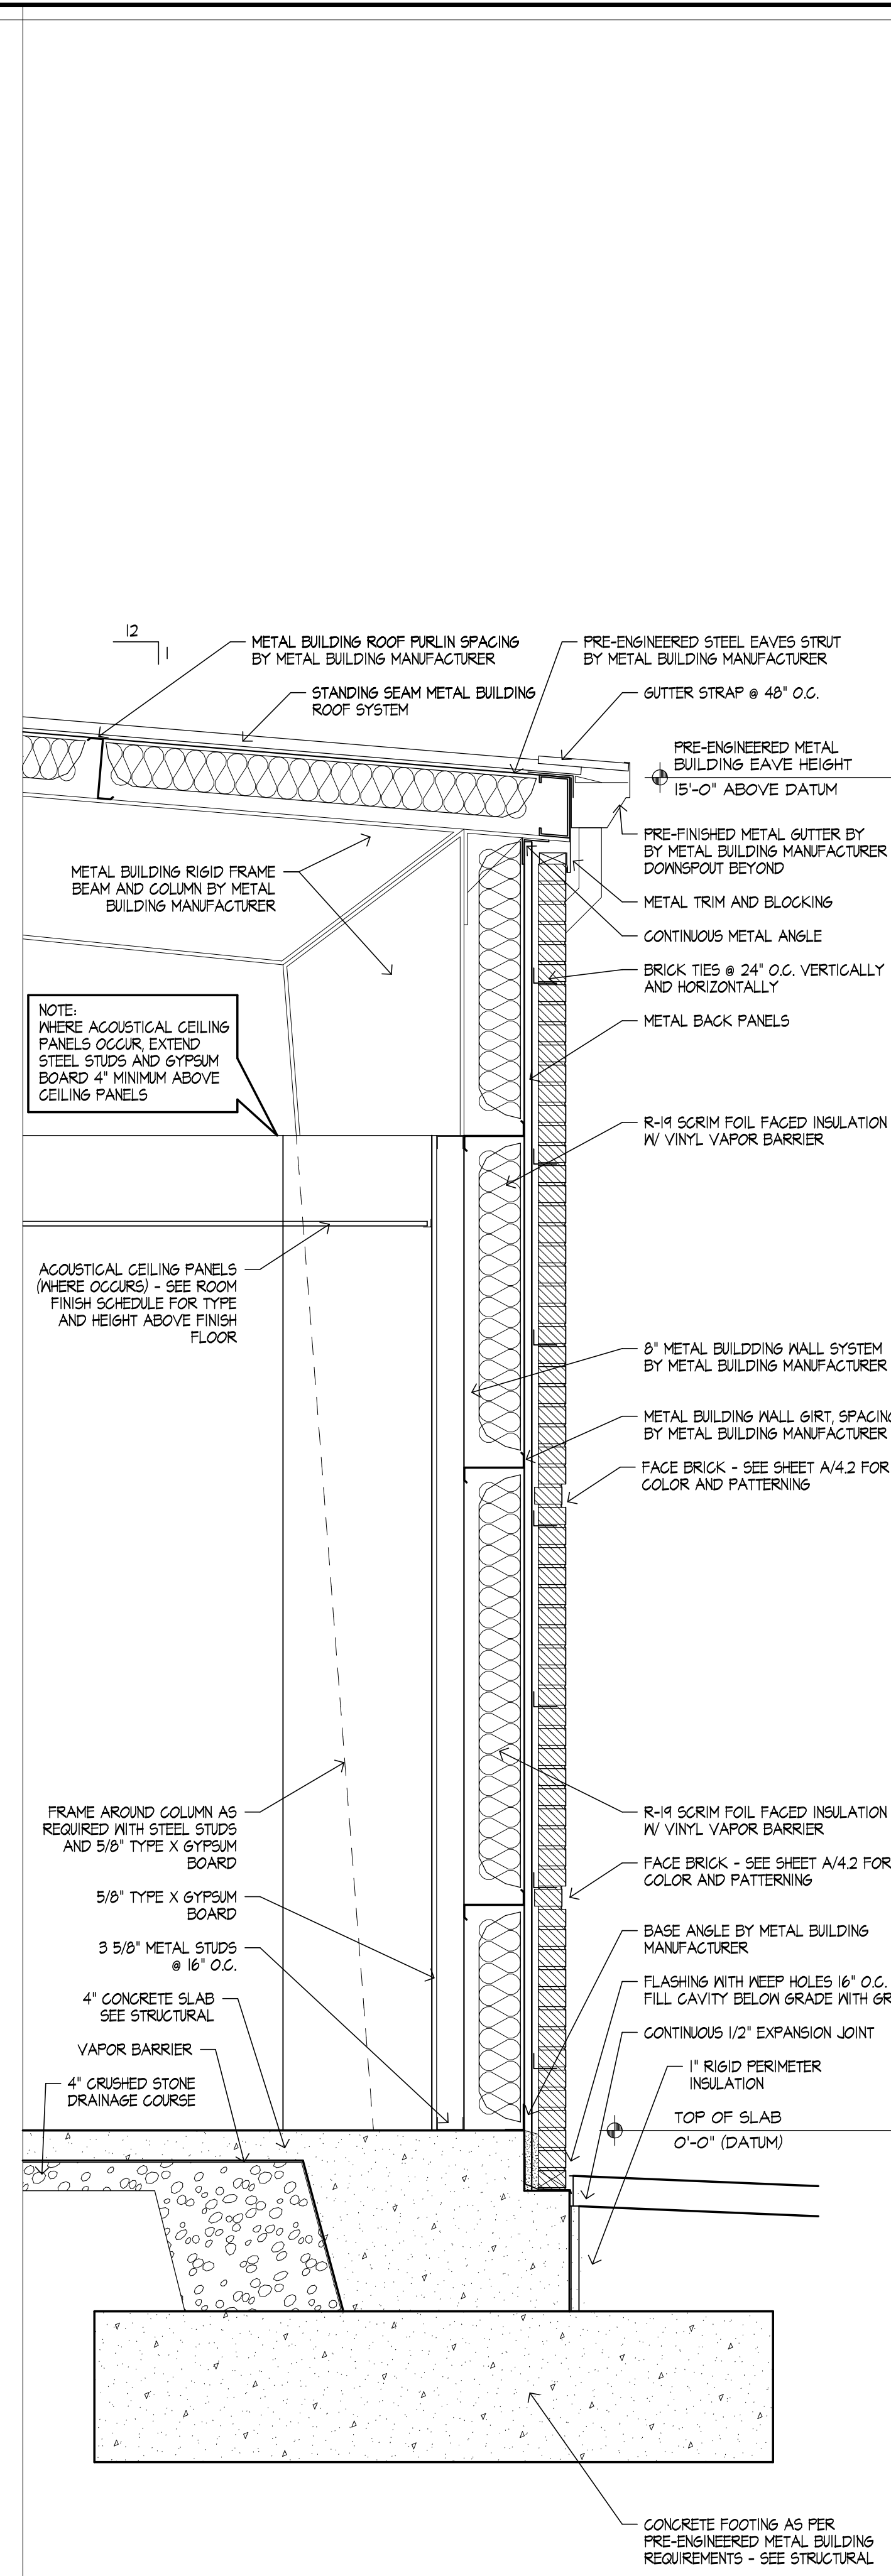 12
1
METAL BUILDING ROOF PURLIN SPACING
BY METAL BUILDING MANUFACTURER
STANDING SEAM METAL BUILDING
ROOF SYSTEM
PRE-ENGINEERED STEEL EAVES STRUT
BY METAL BUILDING MANUFACTURER
GUTTER STRAP @ 48" O.C.
PRE-ENGINEERED METAL
BUILDING EAVE HEIGHT
15'-0" ABOVE DATUM
PRE-FINISHED METAL GUTTER BY
BY METAL BUILDING MANUFACTURER
DOWNSPOUT BEYOND
METAL BUILDING RIGID FRAME
BEAM AND COLUMN BY METAL
BUILDING MANUFACTURER
METAL TRIM AND BLOCKING
CONTINUOUS METAL ANGLE
BRICK TIES @ 24" O.C. VERTICALLY
AND HORIZONTALLY
METAL BACK PANELS
NOTE:
WHERE ACOUSTICAL CEILING
PANELS OCCUR, EXTEND
STEEL STUDS AND GYPSUM
BOARD 4" MINIMUM ABOVE
CEILING PANELS
R-19 SCRIM FOIL FACED INSULATION
W/ VINYL VAPOR BARRIER
ACOUSTICAL CEILING PANELS
(WHERE OCCURS) - SEE ROOM
FINISH SCHEDULE FOR TYPE
AND HEIGHT ABOVE FINISH
FLOOR
8" METAL BUILDDING WALL SYSTEM
BY METAL BUILDING MANUFACTURER
METAL BUILDING WALL GIRT, SPACING
BY METAL BUILDING MANUFACTURER
FACE BRICK - SEE SHEET A/4.2 FOR
COLOR AND PATTERNING
FRAME AROUND COLUMN AS
REQUIRED WITH STEEL STUDS
AND 5/8" TYPE X GYPSUM
BOARD
5/8" TYPE X GYPSUM
BOARD
3 5/8" METAL STUDS
@ 16" O.C.
4" CONCRETE SLAB
SEE STRUCTURAL
VAPOR BARRIER
4" CRUSHED STONE
DRAINAGE COURSE
R-19 SCRIM FOIL FACED INSULATION
W/ VINYL VAPOR BARRIER
FACE BRICK - SEE SHEET A/4.2 FOR
COLOR AND PATTERNING
BASE ANGLE BY METAL BUILDING
MANUFACTURER
FLASHING WITH WEEP HOLES 16" O.C.
FILL CAVITY BELOW GRADE WITH
CONTINUOUS 1/2" EXPANSION JOINT
1" RIGID PERIMETER
INSULATION
TOP OF SLAB
0'-0" (DATUM)
CONCRETE FOOTING AS PER
PRE-ENGINEERED METAL BUILDING
REQUIREMENTS - SEE STRUCTURAL